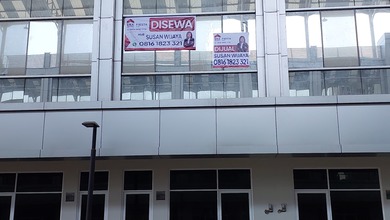 DISEWA
SUSAN WIJAYA
0816 1823 321
DIJUAL
SUSAN WIJAYA
0816 1823 321